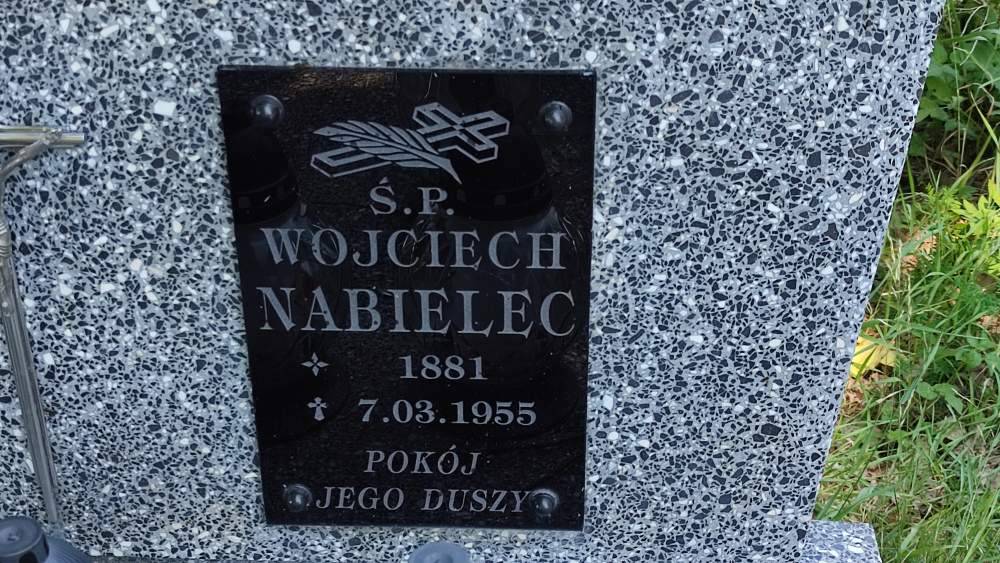 Ś.P.
WOJCIECH
NABIELEC
1881
7.03.1955
POKÓJ
JEGO DUSZY